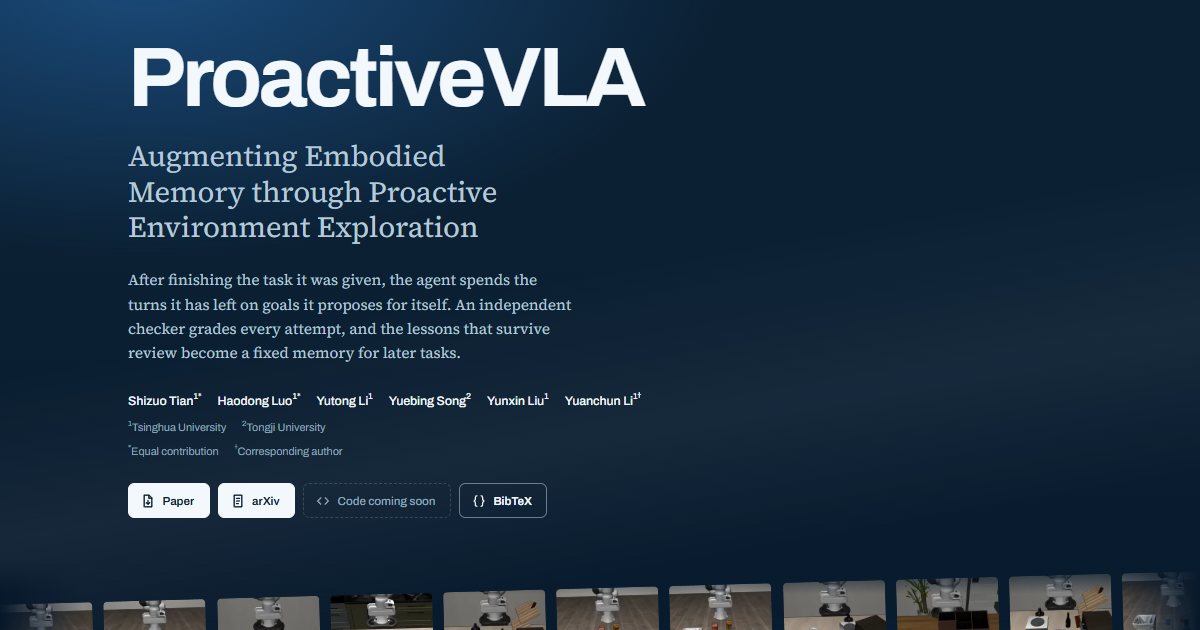 ProactiveVLA
Augmenting Embodied
Memory through Proactive
Environment Exploration
After finishing the task it was given, the agent spends the
turns it has left on goals it proposes for itself. An independent
checker grades every attempt, and the lessons that survive
review become a fixed memory for later tasks.
Shizuo Tian1* Haodong Luo1* Yutong Li1 Yuebing Song2 Yunxin Liu1 Yuanchun Li1†
1Tsinghua University 2Tongji University
*Equal contribution †Corresponding author
Paper arXiv Code coming soon BibTeX